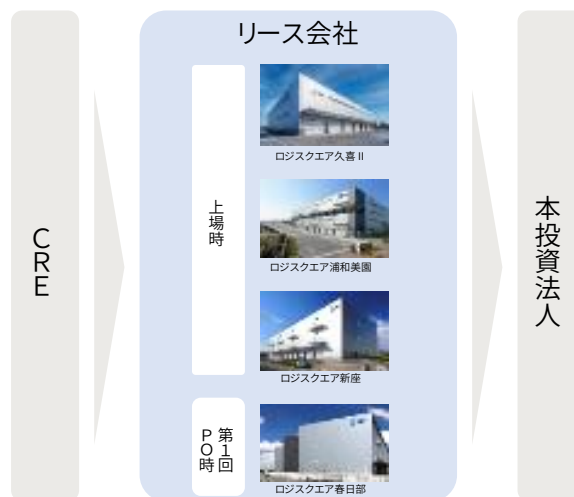 リース会社
CRE
上場時
ロジスクエア久喜Ⅱ
ロジスクエア浦和美園
ロジスクエア新座
第1回
PO時
ロジスクエア春日部
本投資法人